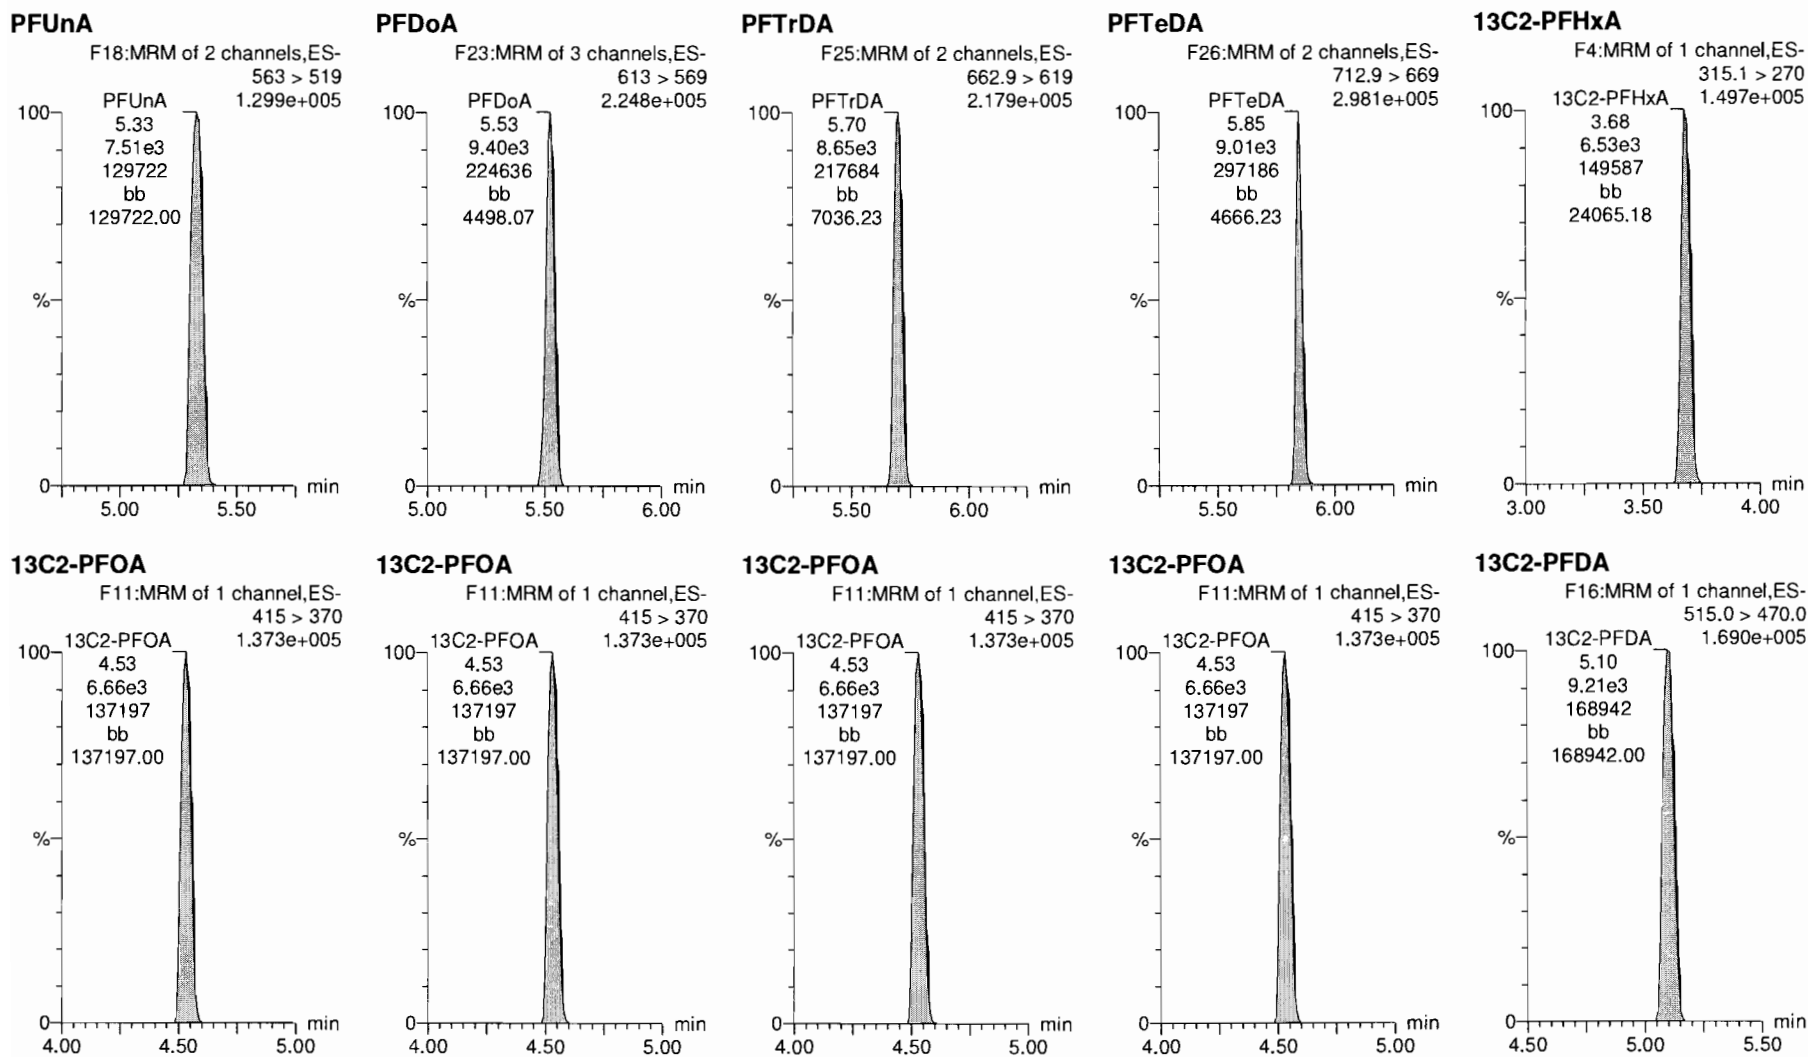 PFUnA
F18:MRM of 2 channels,ES-
563 > 519
1.299e+005
PFUnA
5.33
7.51e3
129722
bb
129722.00
100
%
0
min
5.00 5.50
PFDoA
F23:MRM of 3 channels,ES-
613 > 569
2.248e+005
PFDoA
5.53
9.40e3
224636
bb
4498.07
100
%
0
min
5.00 5.50 6.00
PFTrDA
F25:MRM of 2 channels,ES-
662.9 > 619
2.179e+005
PFTrDA
5.70
8.65e3
217684
bb
7036.23
100
%
0
min
5.50 6.00
PFTeDA
F26:MRM of 2 channels,ES-
712.9 > 669
2.981e+005
PFTeDA
5.85
9.01e3
297186
bb
4666.23
100
%
0
min
5.50 6.00
13C2-PFHxA
F4:MRM of 1 channel,ES-
315.1 > 270
1.497e+005
13C2-PFHxA
3.68
6.53e3
149587
bb
24065.18
100
%
0
min
3.00 3.50 4.00
13C2-PFOA
F11:MRM of 1 channel,ES-
415 > 370
1.373e+005
13C2-PFOA
4.53
6.66e3
137197
bb
137197.00
100
%
0
min
4.00 4.50 5.00
13C2-PFOA
F11:MRM of 1 channel,ES-
415 > 370
1.373e+005
13C2-PFOA
4.53
6.66e3
137197
bb
137197.00
100
%
0
min
4.00 4.50 5.00
13C2-PFOA
F11:MRM of 1 channel,ES-
415 > 370
1.373e+005
13C2-PFOA
4.53
6.66e3
137197
bb
137197.00
100
%
0
min
4.00 4.50 5.00
13C2-PFOA
F11:MRM of 1 channel,ES-
415 > 370
1.373e+005
13C2-PFOA
4.53
6.66e3
137197
bb
137197.00
100
%
0
min
4.00 4.50 5.00
13C2-PFDA
F16:MRM of 1 channel,ES-
515.0 > 470.0
1.690e+005
13C2-PFDA
5.10
9.21e3
168942
bb
168942.00
100
%
0
min
4.50 5.00 5.50